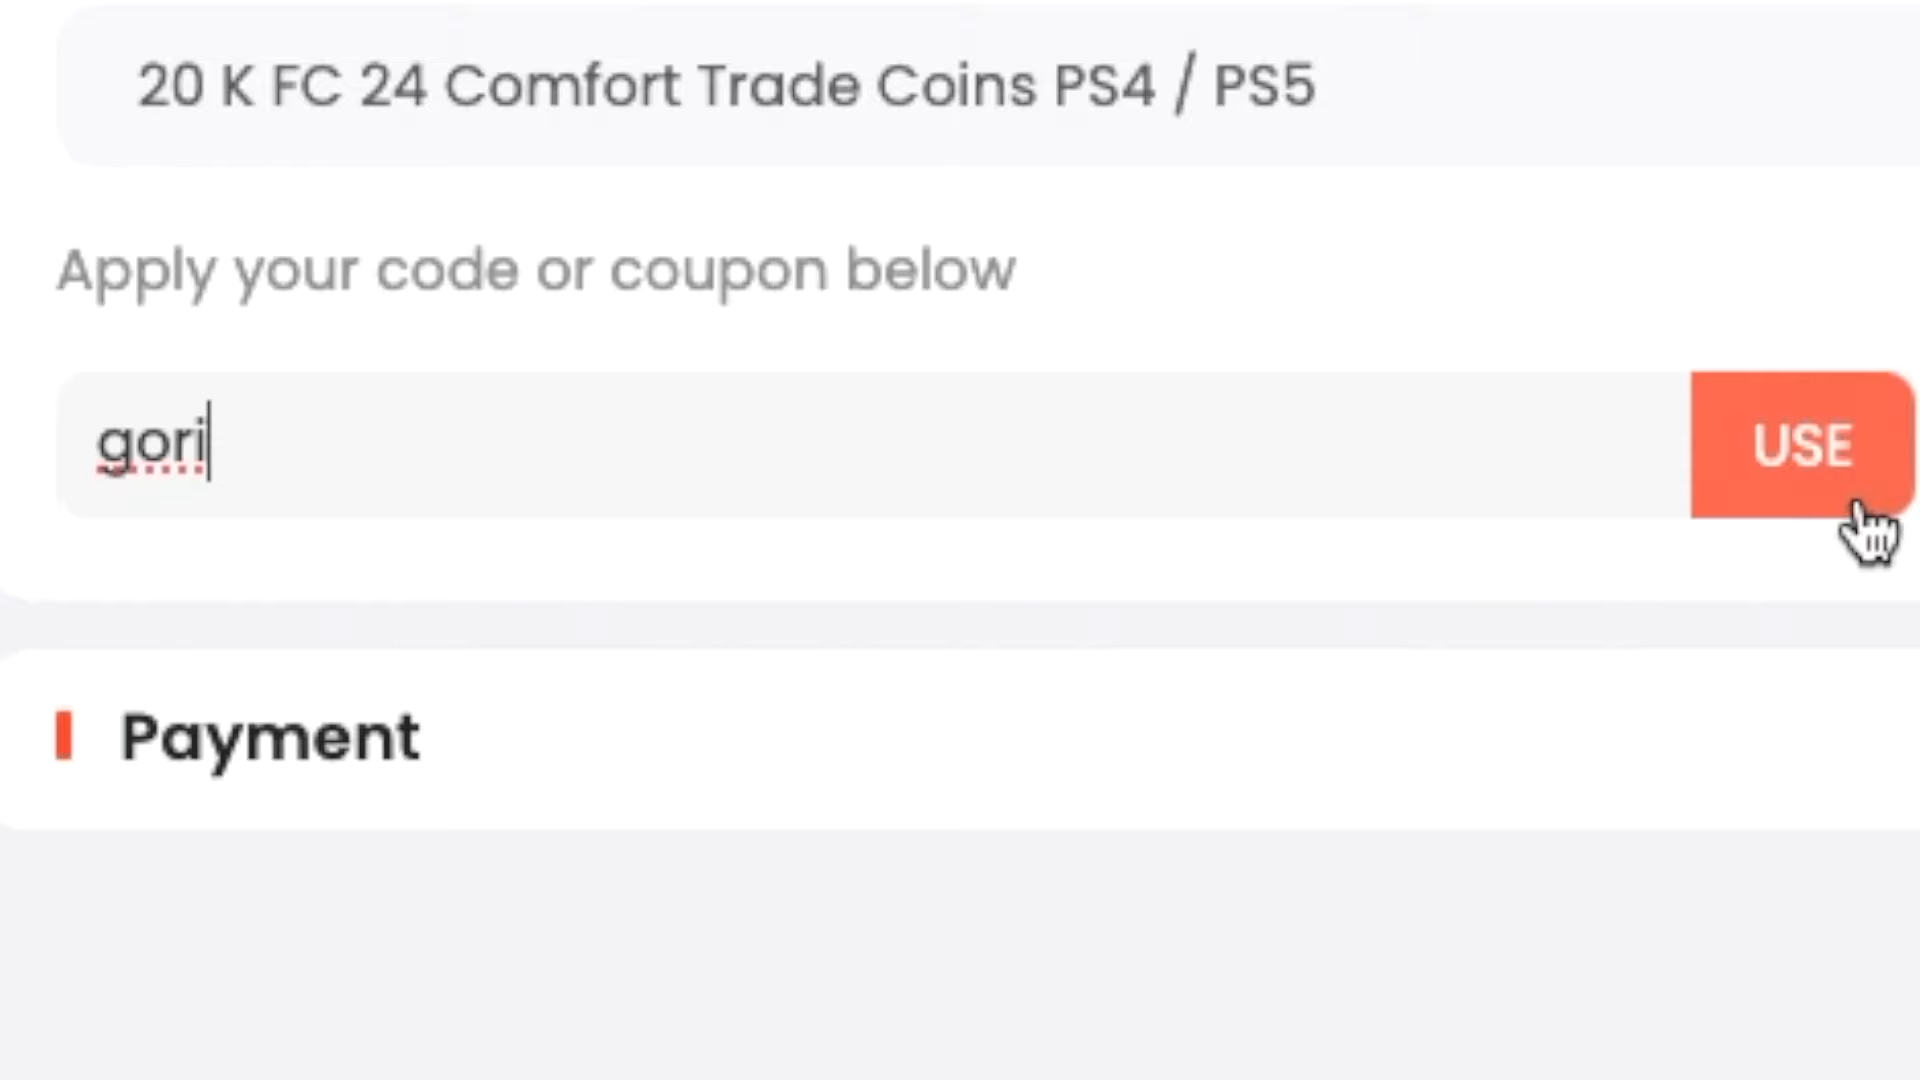 20 K FC 24 Comfort Trade Coins PS4 / PS5
Apply your code or coupon below
gori
USE
Payment